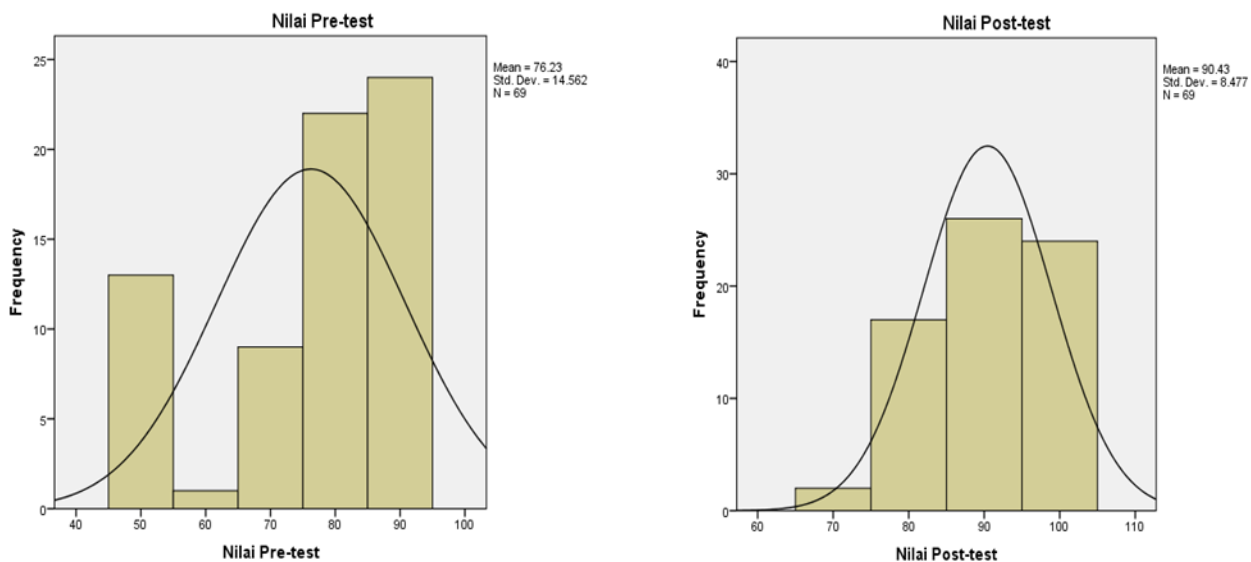 Nilai Pre-test
25
20
15
10
5
0
Frequency
40 50 60 70 80 90 100
Nilai Pre-test
Mean = 76.23
Std. Dev. = 14.562
N = 69
Nilai Post-test
40
30
20
10
0
Frequency
60 70 80 90 100 110
Nilai Post-test
Mean = 90.43
Std. Dev. = 8.477
N = 69